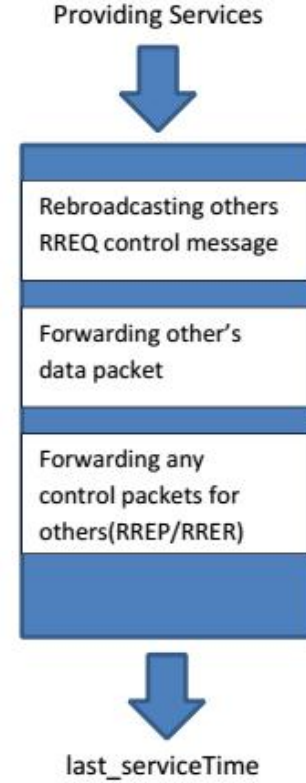 Providing Services
Rebroadcasting others
RREQ control message
Forwarding other's
data packet
Forwarding any
control packets for
others(RREP/RRER)
last_serviceTime